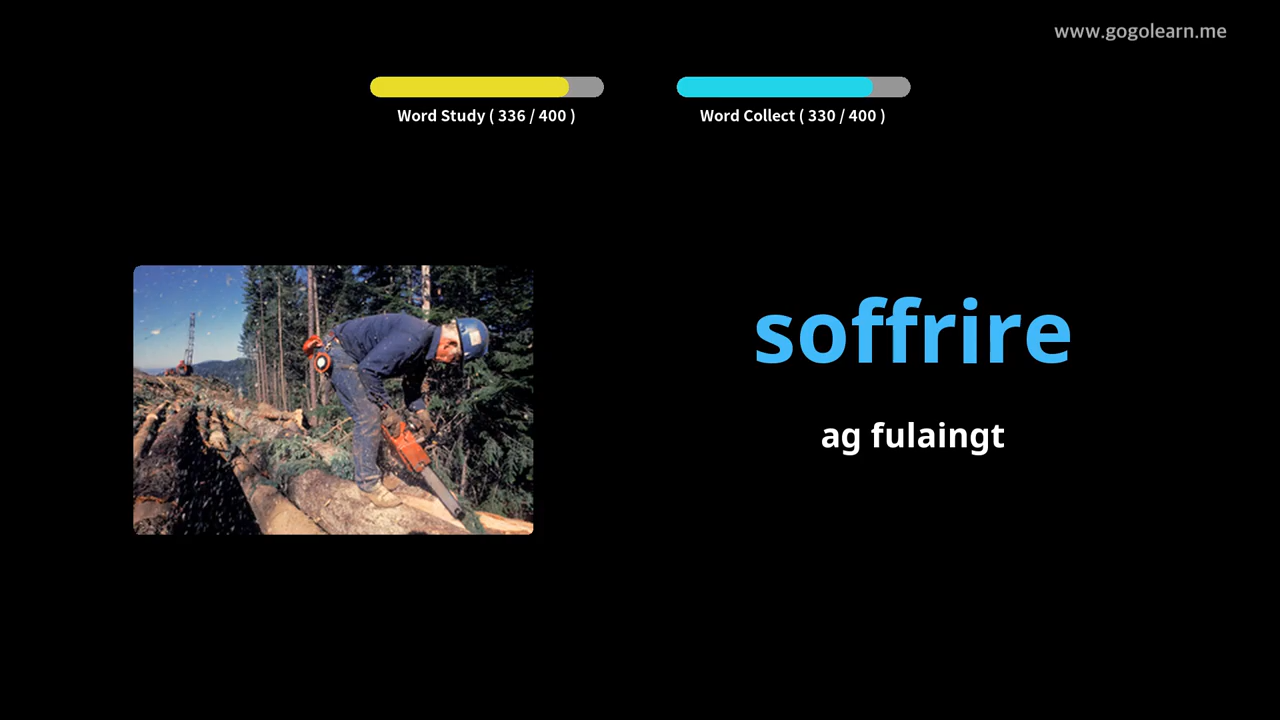 www.gogolearn.me
Word Study ( 336 / 400 )
Word Collect ( 330 / 400 )
soffrire
ag fulaingt